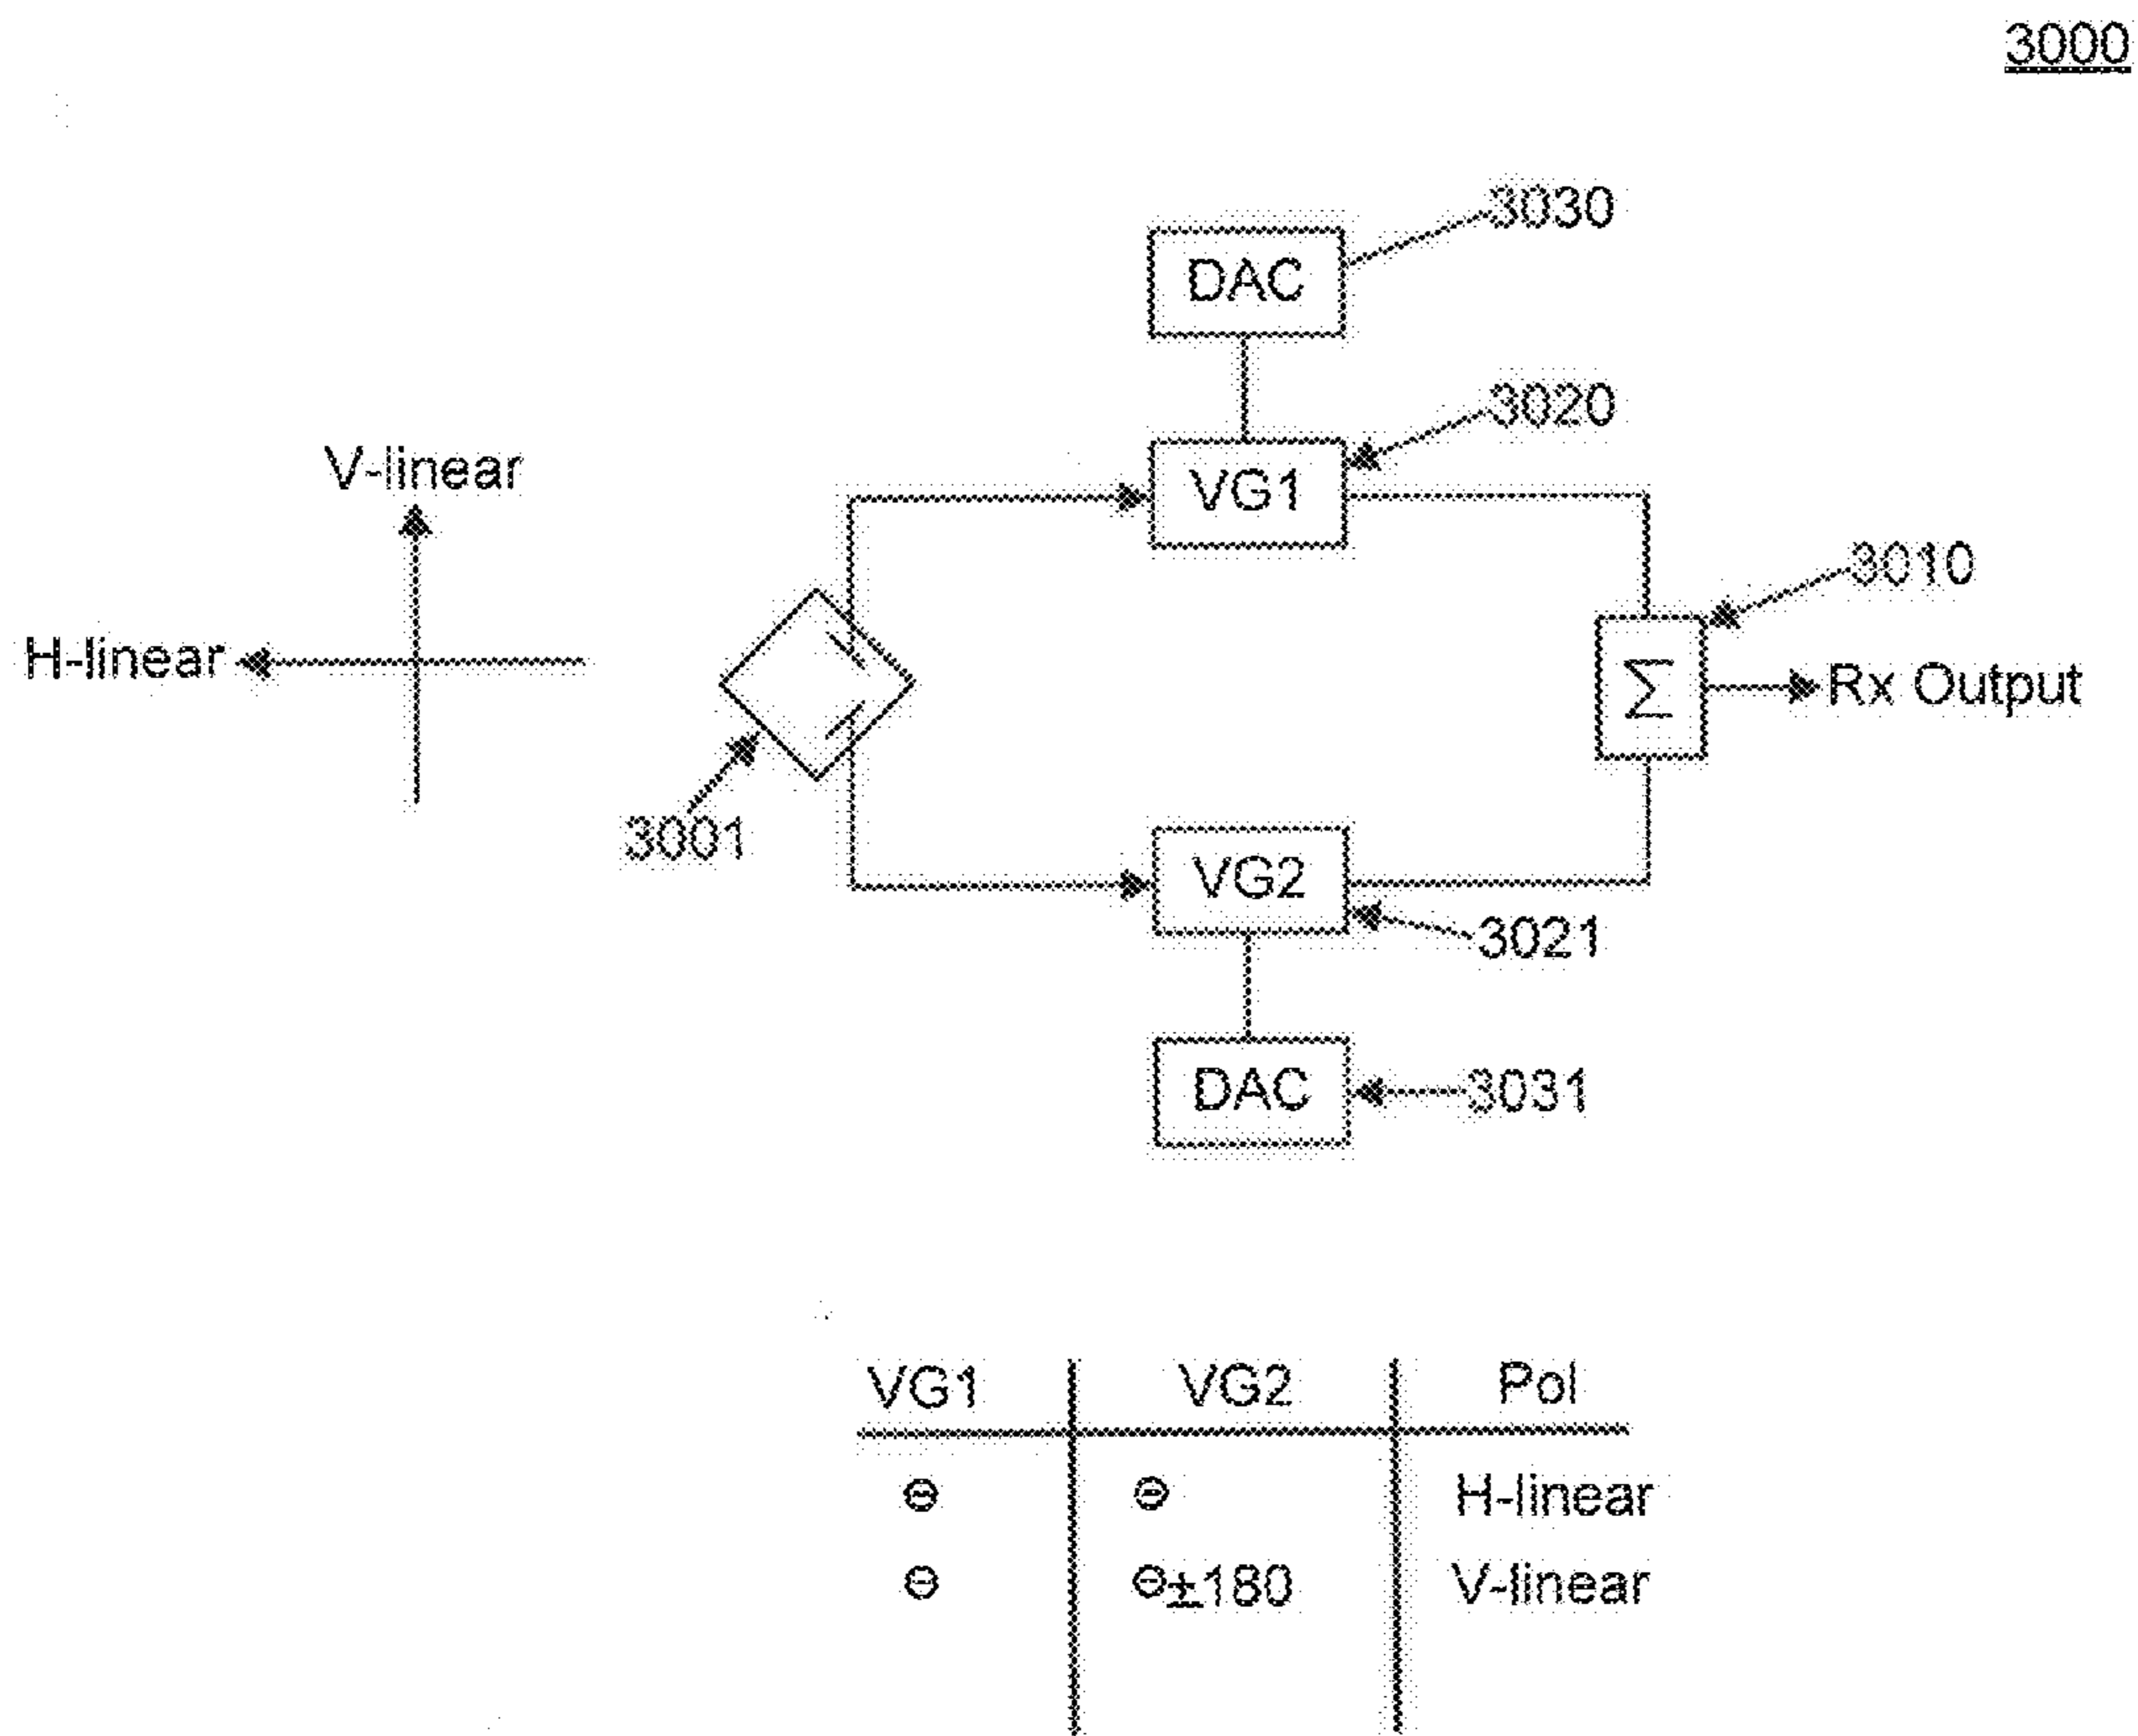 3000
3030
DAC
3020
V-linear
VG1
3010
H-linear
Σ
Rx Output
3001
VG2
3021
DAC
3031
VG1 VG2 Pol
Θ Θ H-linear
Θ Θ±180 V-linear